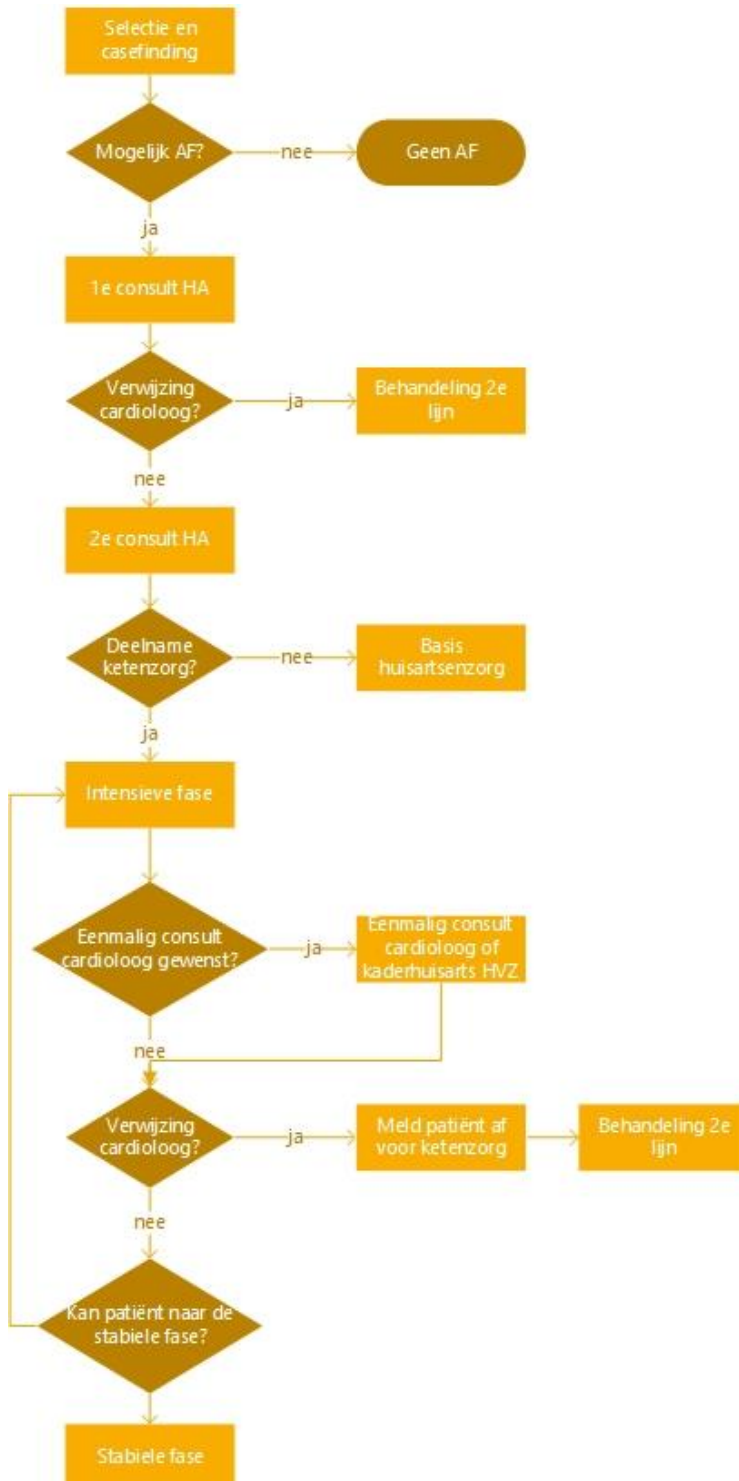 Selectie en
casefinding
Mogelijk AF?
nee
Geen AF
ja
1e consult HA
Verwijzing
cardioloog?
ja
Behandeling 2e
lijn
nee
2e consult HA
Deelname
ketenzorg?
nee
Basis
huisartsenzorg
ja
Intensieve fase
Eenmalig consult
cardioloog gewenst?
ja
Eenmalig consult
cardioloog of
kaderhuisarts HVZ
nee
Verwijzing
cardioloog?
ja
Meld patiënt af
voor ketenzorg
Behandeling 2e
lijn
nee
Kan patiënt naar de
stabiele fase?
Stabiele fase